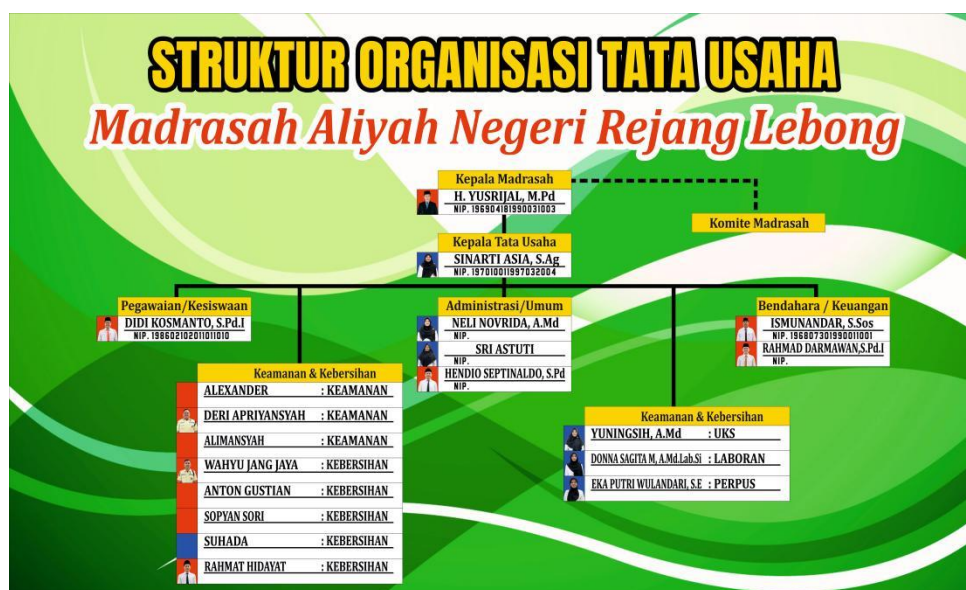 STRUKTUR ORGANISASI TATA USAHA
Madrasah Aliyah Negeri Rejang Lebong
Kepala Madrasah
H. YUSRIJAL, M.Pd
NIP. 196904181990031003
Komite Madrasah
Kepala Tata Usaha
SINARTI ASIA, S.Ag
NIP. 197010011997032004
Pegawaian/Kesiswaan
DIDI KOSMANTO, S.Pd.I
NIP. 198602102011011010
Administrasi/Umum
NELI NOVRIDA, A.Md
NIP.
SRI ASTUTI
NIP.
HENDIO SEPTINALDO, S.Pd
NIP.
Bendahara / Keuangan
ISMUNANDAR, S.Sos
NIP. 196807301990011001
RAHMAD DARMAWAN,S.Pd.I
NIP.
Keamanan & Kebersihan
ALEXANDER : KEAMANAN
DERI APRIYANSYAH : KEAMANAN
ALIMANSYAH : KEAMANAN
WAHYU JANG JAYA : KEBERSIHAN
ANTON GUSTIAN : KEBERSIHAN
SOPYAN SORI : KEBERSIHAN
SUHADA : KEBERSIHAN
RAHMAT HIDAYAT : KEBERSIHAN
Keamanan & Kebersihan
YUNINGSIH, A.Md : UKS
DONNA SAGITA M, A.Md.Lab.Si : LABORAN
EKA PUTRI WULANDARI, S.E : PERPUS